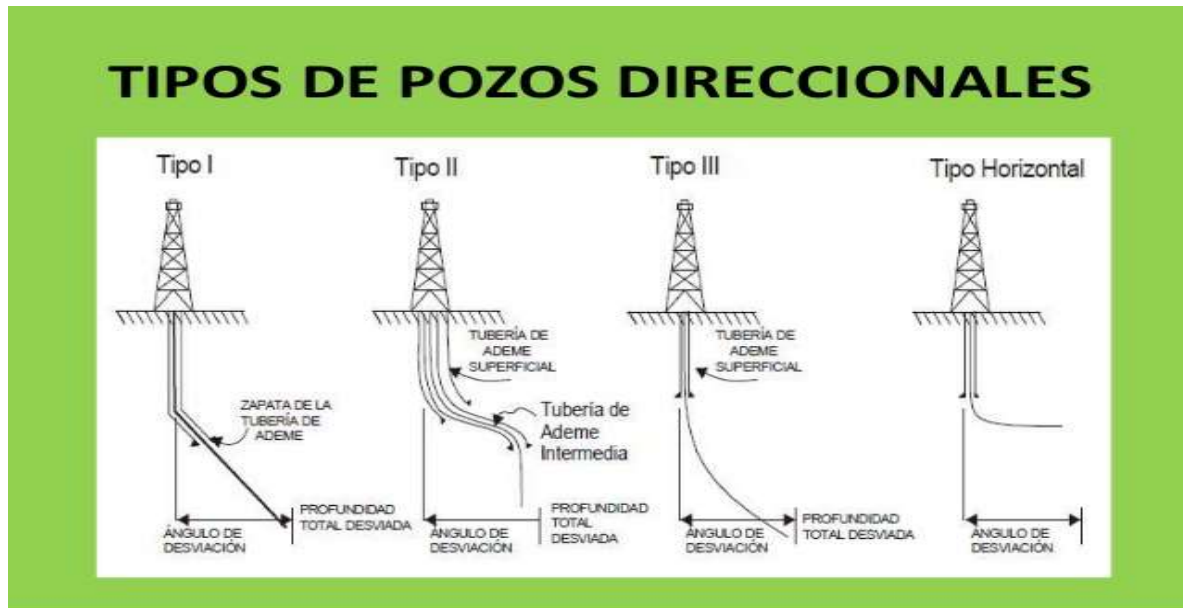 TIPOS DE POZOS DIRECCIONALES
Tipo I
Tipo II
Tipo III
Tipo Horizontal
ZAPATA DE LA
TUBERÍA DE
ADEME
PROFUNDIDAD
TOTAL DESVIADA
ÁNGULO DE
DESVIACIÓN
TUBERÍA DE
ADEME
SUPERFICIAL
Tubería de
Ademe
Intermedia
PROFUNDIDAD
TOTAL
DESVIADA
ÁNGULO DE
DESVIACIÓN
TUBERÍA DE
ADEME
SUPERFICIAL
PROFUNDIDAD
TOTAL DESVIADA
ÁNGULO DE
DESVIACIÓN
ÁNGULO DE
DESVIACIÓN